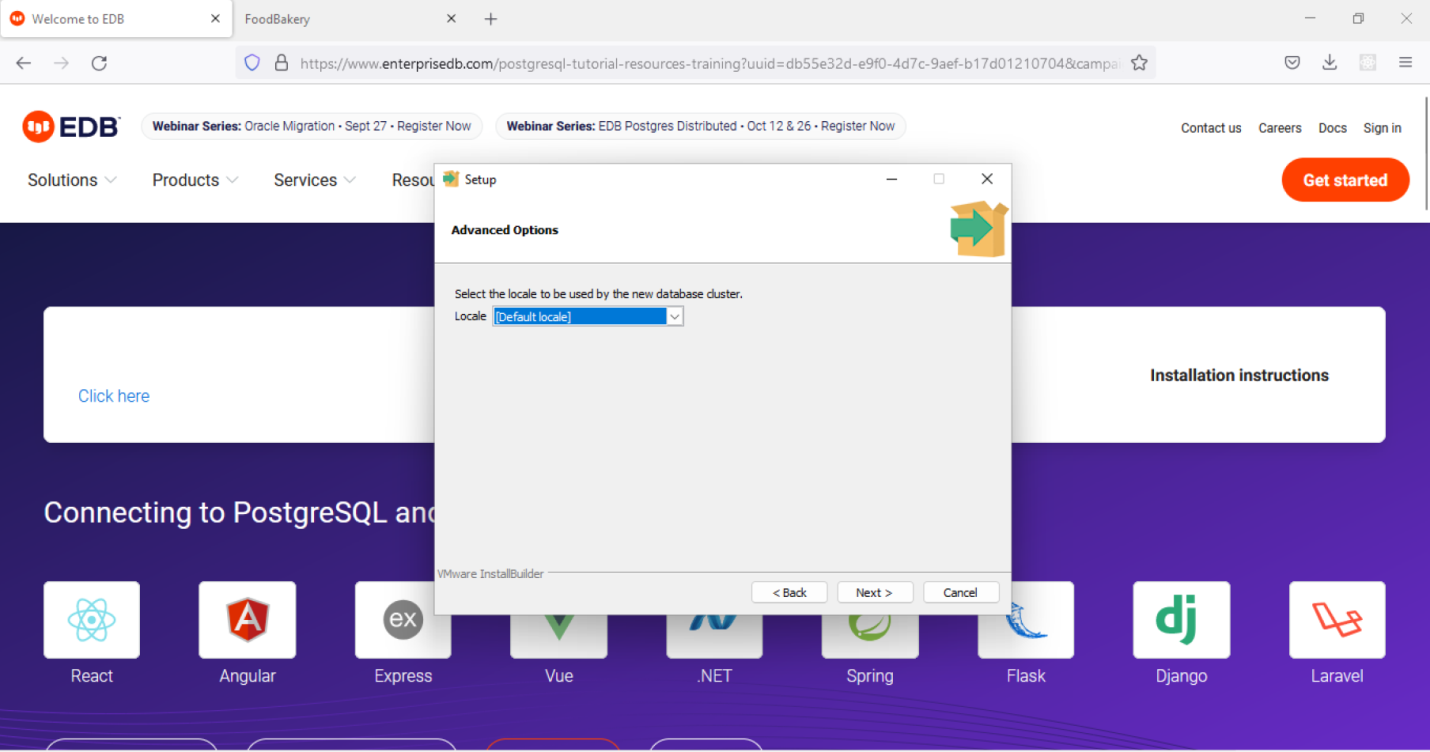 Welcome to EDB
FoodBakery
https://www.enterprisedb.com/postgresql-tutorial-resources-training?uuid=db55e32d-e9f0-4d7c-9aef-b17d01210704&campai
EDB
Webinar Series: Oracle Migration • Sept 27 • Register Now
Webinar Series: EDB Postgres Distributed • Oct 12 & 26 • Register Now
Contact us Careers Docs Sign in
Solutions Products Services Resou
Get started
Setup
Advanced Options
Select the locale to be used by the new database cluster.
Locale [Default locale]
VMware InstallBuilder
< Back Next > Cancel
Click here
Installation instructions
Connecting to PostgreSQL and
ex
dj
React Angular Express Vue .NET Spring Flask Django Laravel